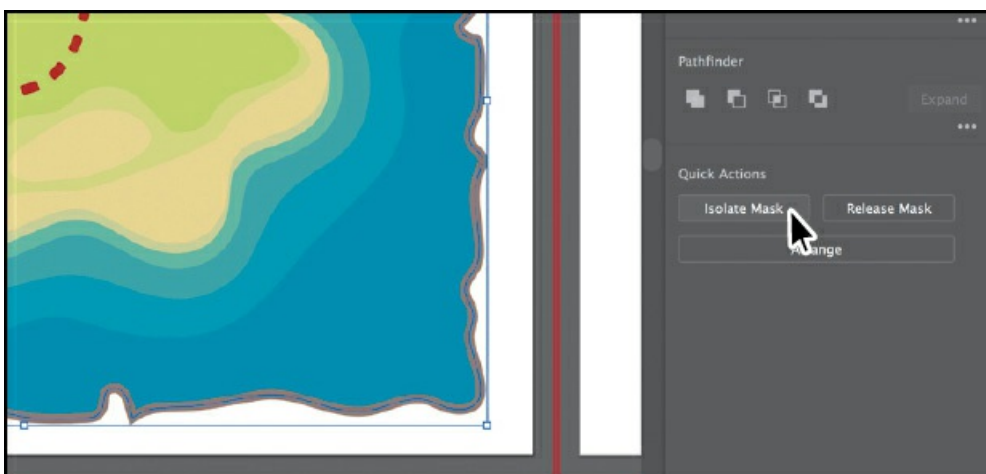 Pathfinder
Expand
Quick Actions
Isolate Mask
Release Mask
Arrange